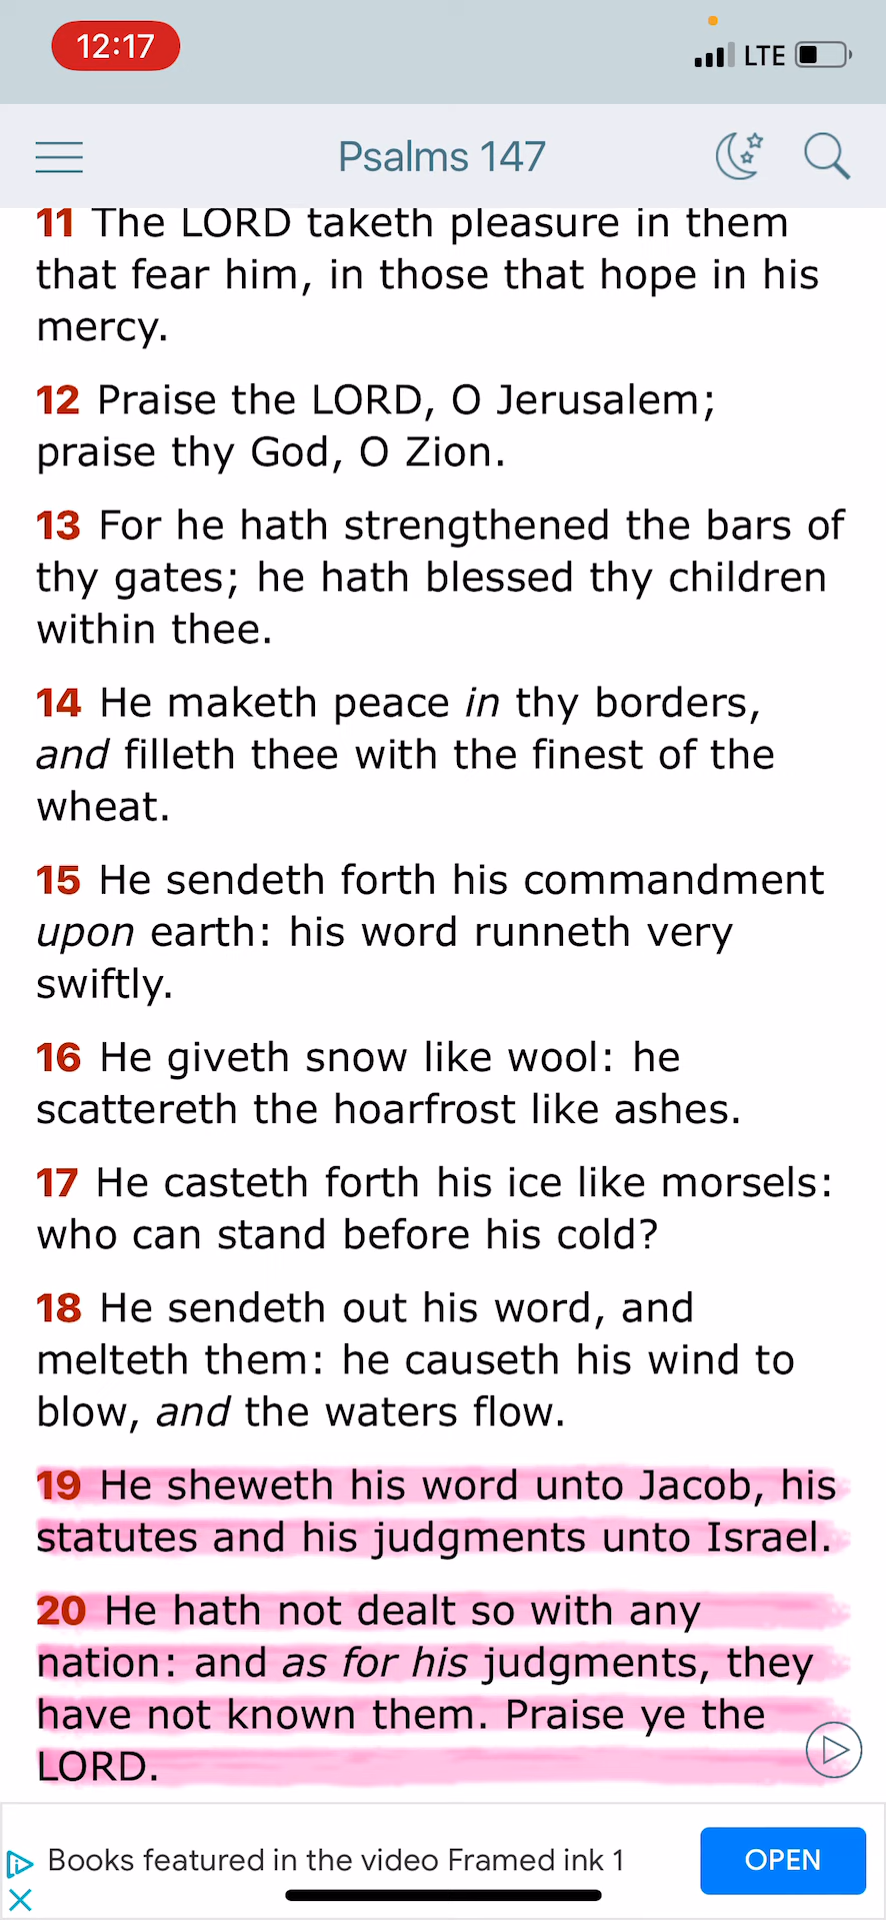 12:17
LTE
Psalms 147
11 The LORD taketh pleasure in them
that fear him, in those that hope in his
mercy.
12 Praise the LORD, O Jerusalem;
praise thy God, O Zion.
13 For he hath strengthened the bars of
thy gates; he hath blessed thy children
within thee.
14 He maketh peace in thy borders,
and filleth thee with the finest of the
wheat.
15 He sendeth forth his commandment
upon earth: his word runneth very
swiftly.
16 He giveth snow like wool: he
scattereth the hoarfrost like ashes.
17 He casteth forth his ice like morsels:
who can stand before his cold?
18 He sendeth out his word, and
melteth them: he causeth his wind to
blow, and the waters flow.
19 He sheweth his word unto Jacob, his
statutes and his judgments unto Israel.
20 He hath not dealt so with any
nation: and as for his judgments, they
have not known them. Praise ye the
LORD.
Books featured in the video Framed ink 1
OPEN